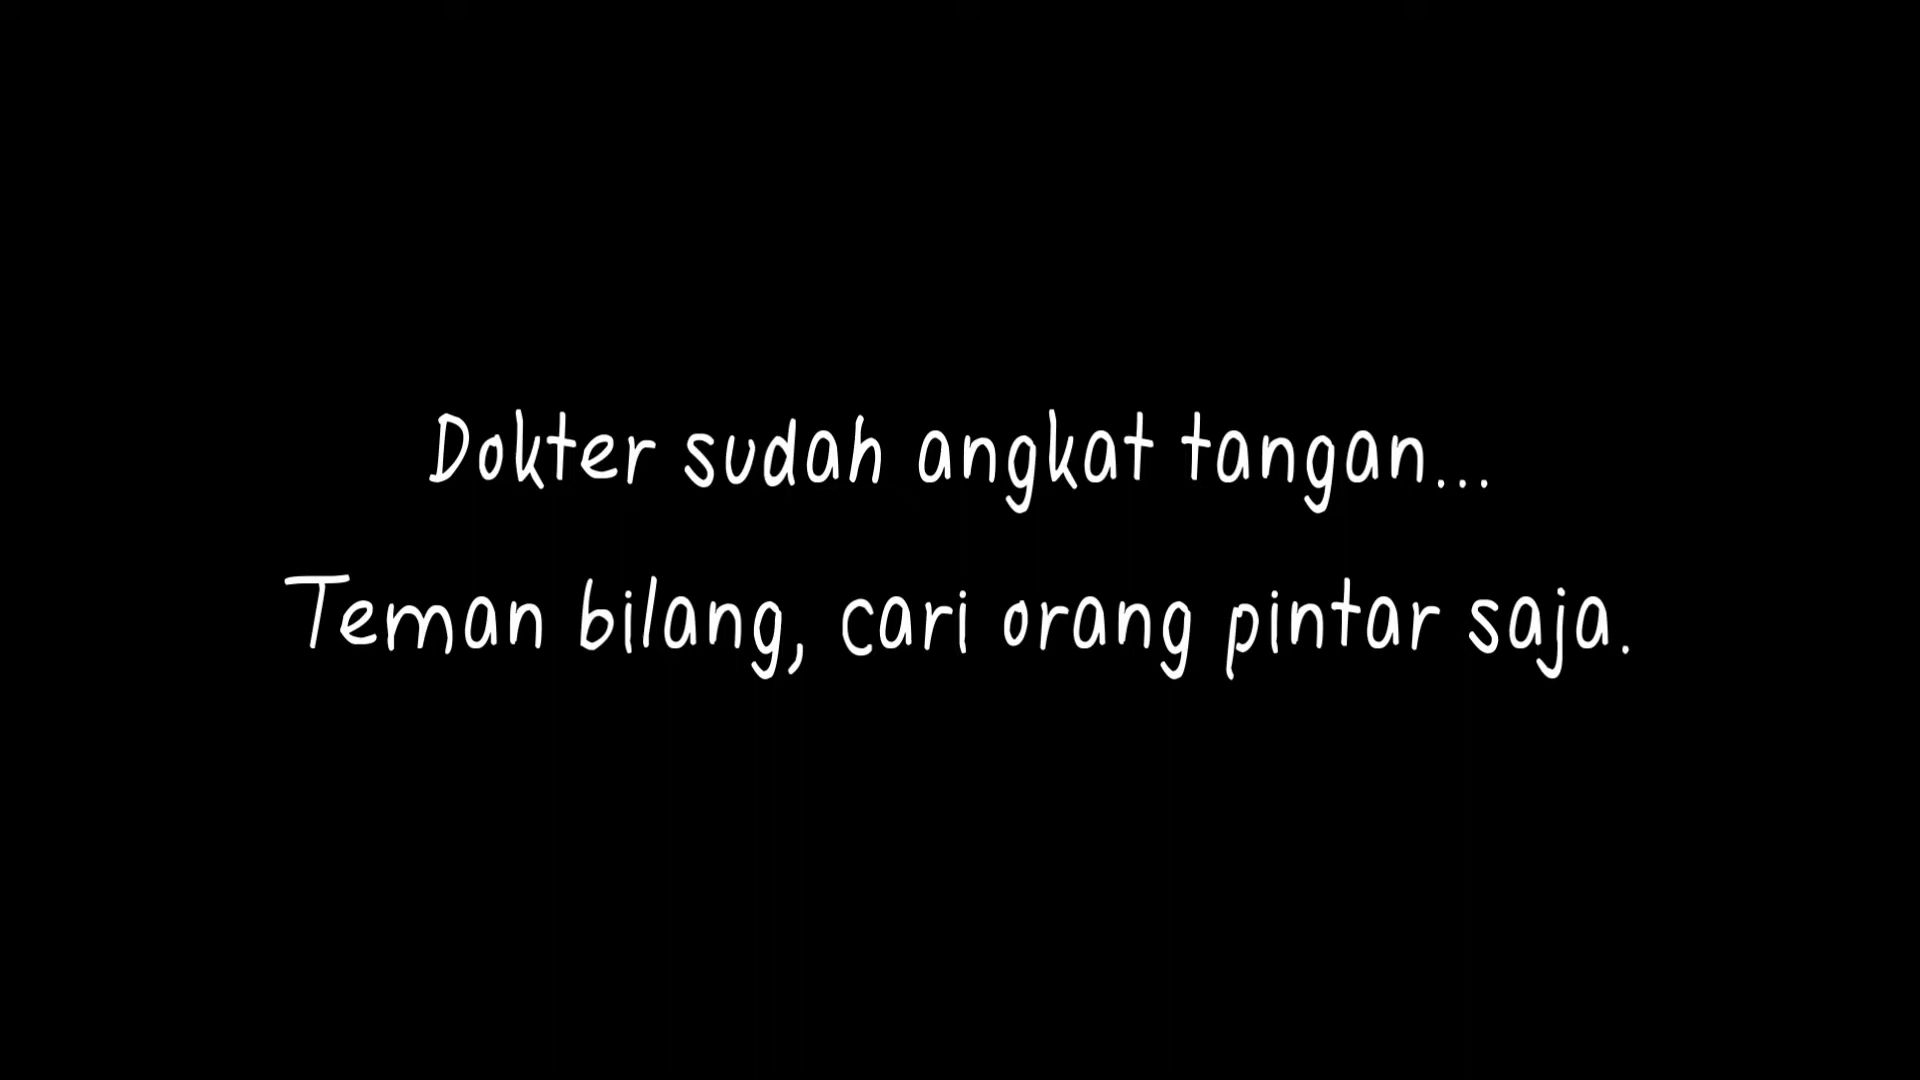 Dokter sudah angkat tangan...
Teman bilang, cari orang pintar saja.